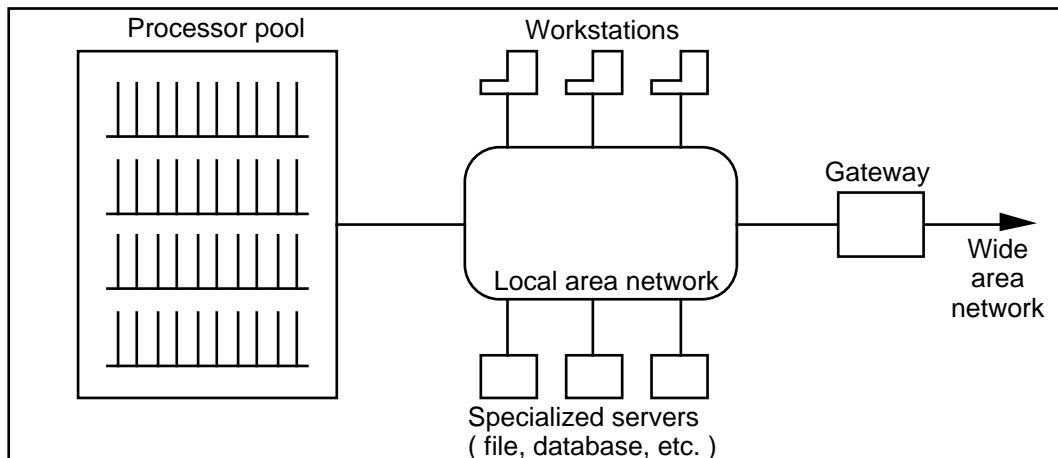 Processor pool
Workstations
Gateway
Wide
area
network
Local area network
Specialized servers
( file, database, etc. )